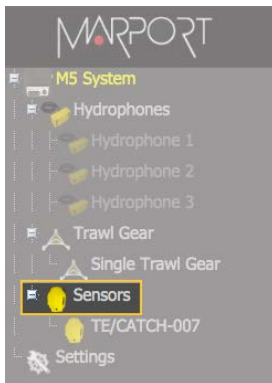 MARPORT
M5 System
Hydrophones
Hydrophone 1
Hydrophone 2
Hydrophone 3
Trawl Gear
Single Trawl Gear
Sensors
TE/CATCH-007
Settings